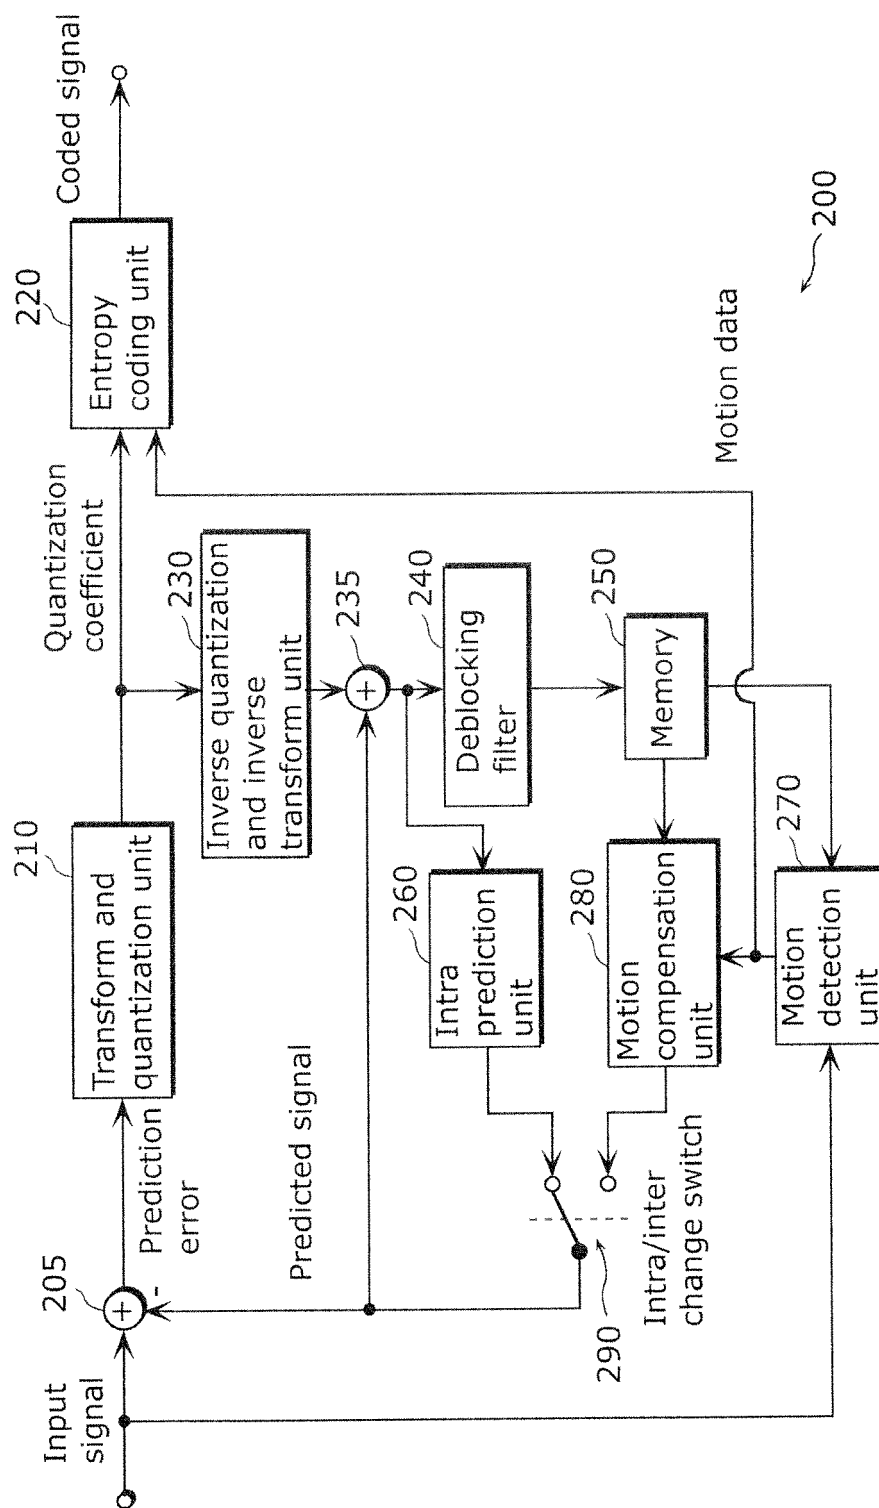 Input
signal
205
+
-
Prediction
error
210
Transform and
quantization unit
Quantization
coefficient
220
Entropy
coding unit
Coded signal
230
Inverse quantization
and inverse
transform unit
235
+
Predicted signal
240
Deblocking
filter
250
Memory
260
Intra
prediction
unit
280
Motion
compensation
unit
270
Motion
detection
unit
290
Intra/inter
change switch
Motion data
200